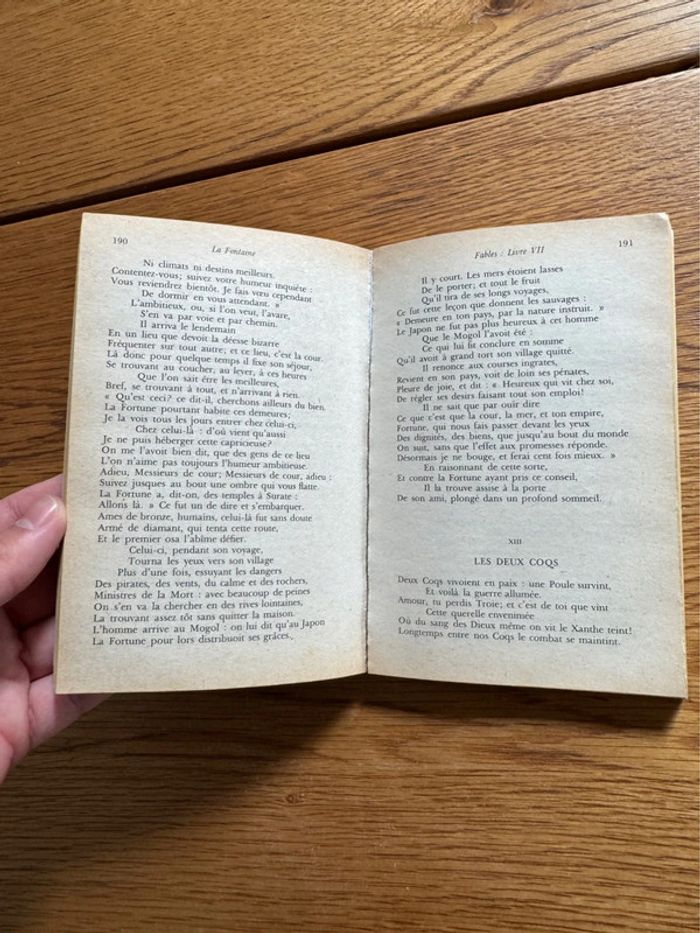 190
La Fontaine
Ni climats ni destins meilleurs.
Contentez-vous; suivez votre humeur inquiète :
Vous reviendrez bientôt. Je fais vœu cependant
De dormir en vous attendant. »
L'ambitieux, ou, si l'on veut, l'avare,
S'en va par voie et par chemin.
Il arriva le lendemain
En un lieu que devoit la déesse bizarre
Fréquenter sur tout autre; et ce lieu, c'est la cour.
Là donc pour quelque temps il fixe son séjour,
Se trouvant au coucher, au lever, à ces heures
Que l'on sait être les meilleures,
Bref, se trouvant à tout, et n'arrivant à rien.
« Qu'est ceci? ce dit-il, cherchons ailleurs du bien.
La Fortune pourtant habite ces demeures;
Je la vois tous les jours entrer chez celui-ci,
Chez celui-là : d'où vient qu'aussi
Je ne puis héberger cette capricieuse?
On me l'avoit bien dit, que des gens de ce lieu
L'on n'aime pas toujours l'humeur ambitieuse.
Adieu, Messieurs de cour; Messieurs de cour, adieu :
Suivez jusques au bout une ombre qui vous flatte.
La Fortune a, dit-on, des temples à Surate :
Allons là. » Ce fut un de dire et s'embarquer.
Ames de bronze, humains, celui-là fut sans doute
Armé de diamant, qui tenta cette route,
Et le premier osa l'abîme défier.
Celui-ci, pendant son voyage,
Tourna les yeux vers son village
Plus d'une fois, essuyant les dangers
Des pirates, des vents, du calme et des rochers,
Ministres de la Mort : avec beaucoup de peines
On s'en va la chercher en des rives lointaines,
La trouvant assez tôt sans quitter la maison.
L'homme arrive au Mogol : on lui dit qu'au Japon
La Fortune pour lors distribuoit ses grâces.
Fables : Livre VII
191
Il y court. Les mers étoient lasses
De le porter; et tout le fruit
Qu'il tira de ses longs voyages,
Ce fut cette leçon que donnent les sauvages :
« Demeure en ton pays, par la nature instruit. »
Le Japon ne fut pas plus heureux à cet homme
Que le Mogol l'avoit été :
Ce qui lui fit conclure en somme
Qu'il avoit à grand tort son village quitté.
Il renonce aux courses ingrates,
Revient en son pays, voit de loin ses pénates,
Pleure de joie, et dit : « Heureux qui vit chez soi,
De régler ses desirs faisant tout son emploi!
Il ne sait que par ouïr dire
Ce que c'est que la cour, la mer, et ton empire,
Fortune, qui nous fais passer devant les yeux
Des dignités, des biens, que jusqu'au bout du monde
On suit, sans que l'effet aux promesses réponde.
Désormais je ne bouge, et ferai cent fois mieux. »
En raisonnant de cette sorte,
Et contre la Fortune ayant pris ce conseil,
Il la trouve assise à la porte
De son ami, plongé dans un profond sommeil.
XIII
LES DEUX COQS
Deux Coqs vivoient en paix : une Poule survint,
Et voilà la guerre allumée.
Amour, tu perdis Troie; et c'est de toi que vint
Cette querelle envenimée
Où du sang des Dieux même on vit le Xanthe teint!
Longtemps entre nos Coqs le combat se maintint.